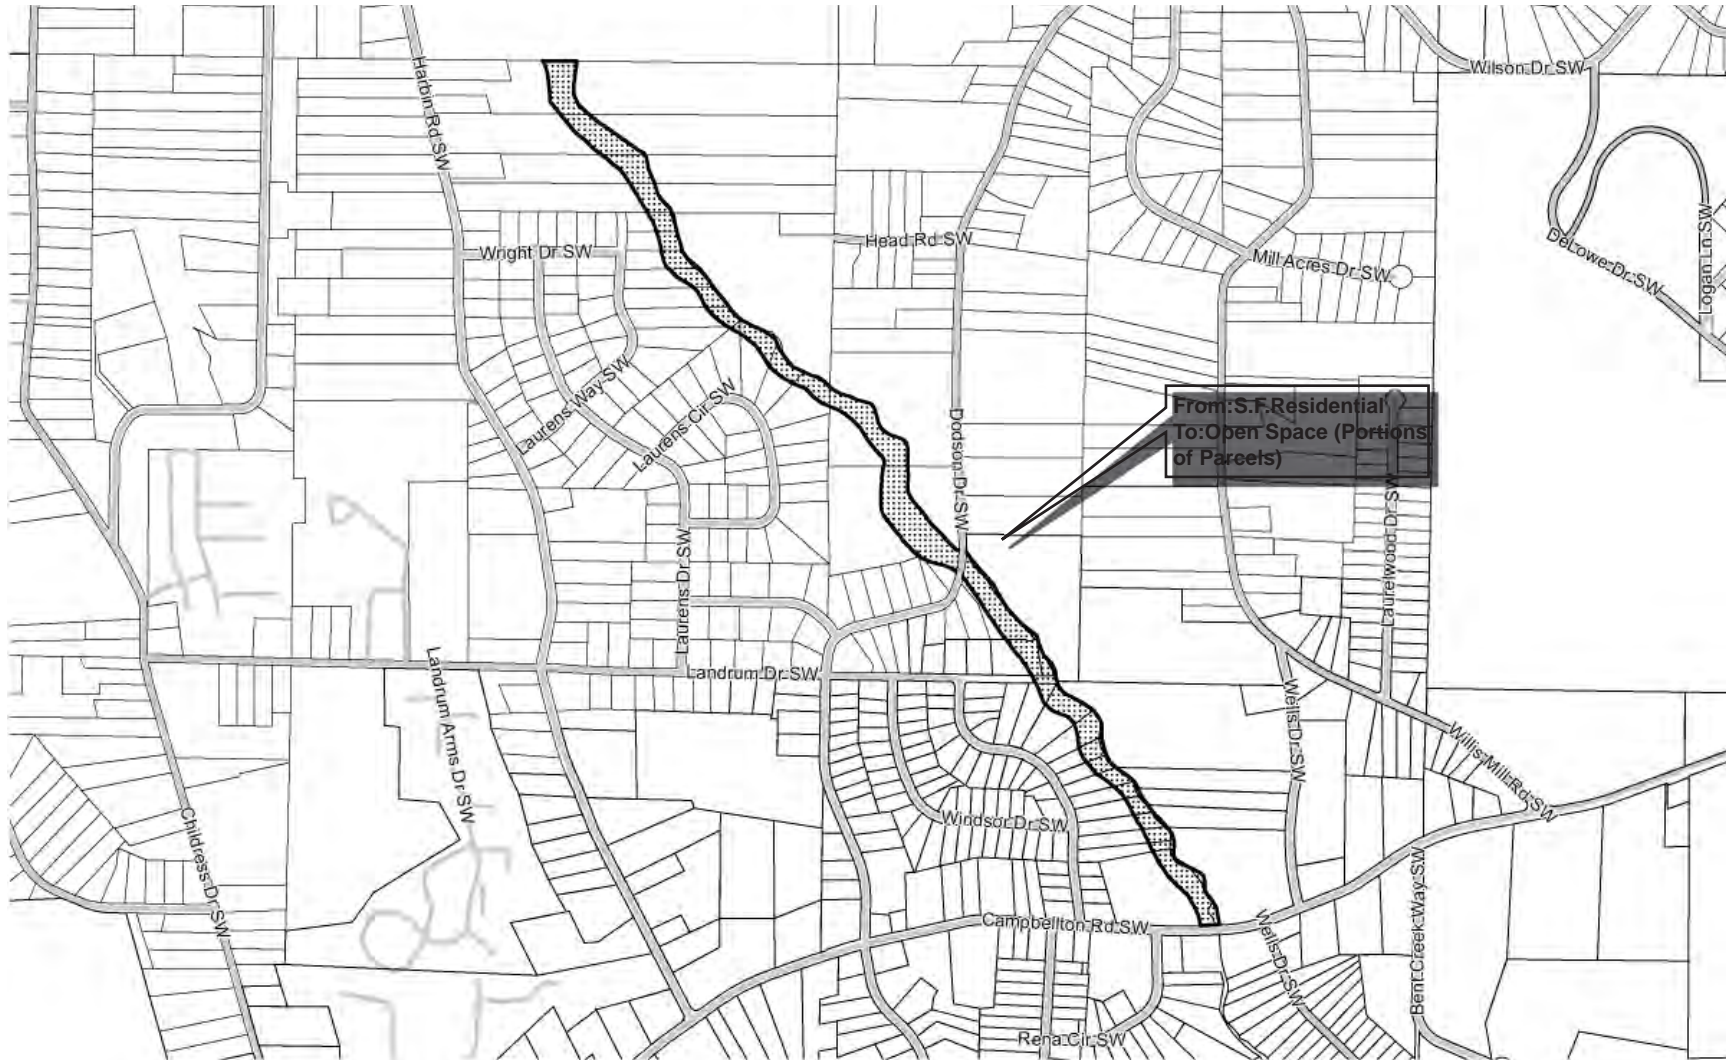 Wilson Dr SW
Harbin Rd SW
Head Rd SW
Wright Dr SW
Mill Acres Dr SW
DeLowe Dr SW
Logan Ln SW
Laurens Way SW
Laurens Cir SW
Dodson Dr SW
From:S.F.Residential
To:Open Space (Portions
of Parcels)
Laurelwood Dr SW
Laurens Dr SW
Landrum Dr SW
Landrum Arms Dr SW
Wells Dr SW
Willis Mill Rd SW
Childress Dr SW
Windsor Dr SW
Campbellton Rd SW
Wells Dr SW
Bent Creek Way SW
Rena Cir SW